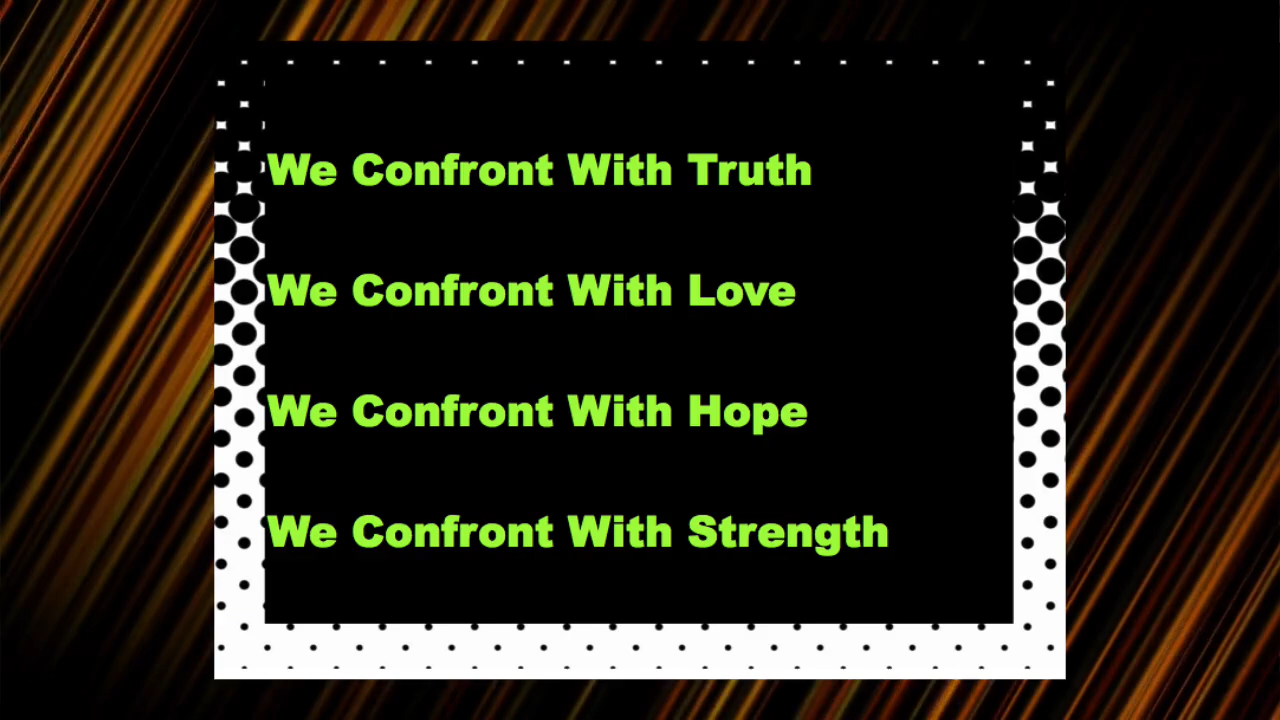 We Confront With Truth
We Confront With Love
We Confront With Hope
We Confront With Strength